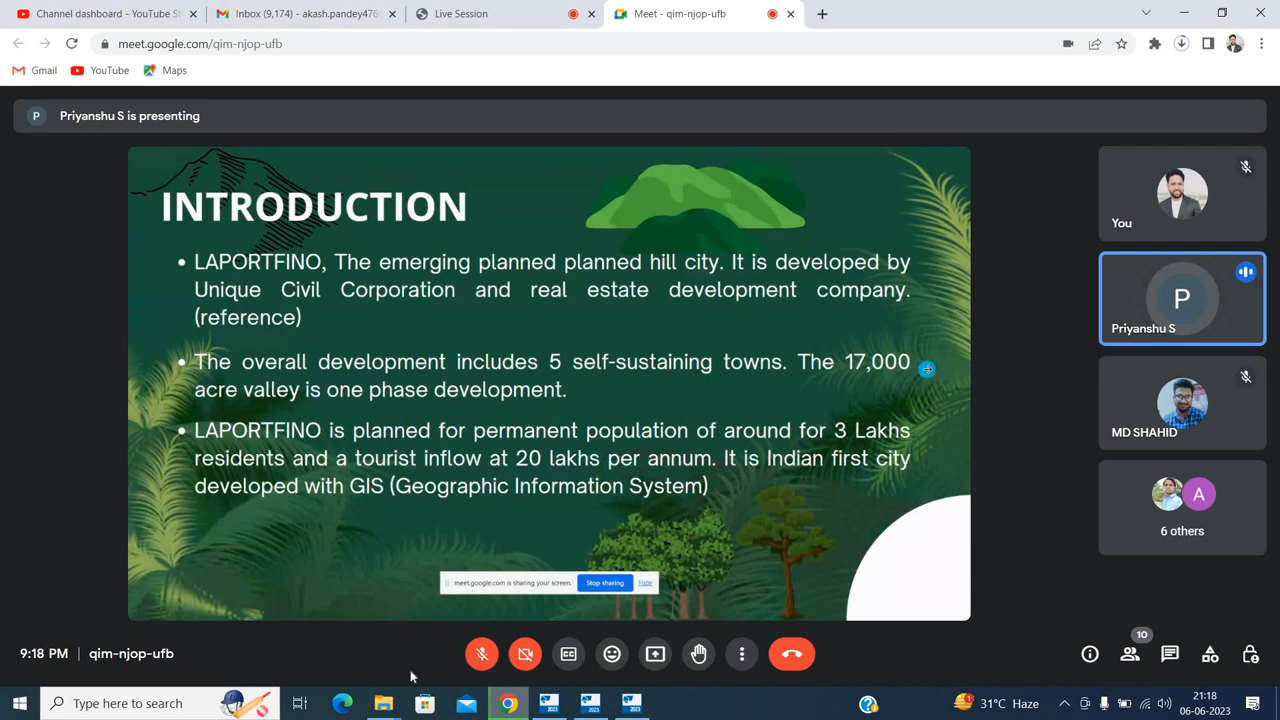 Channel dashboard - YouTube St
Inbox (9,174) - akash.pandey476
Live Session
Meet - qim-njop-ufb
meet.google.com/qim-njop-ufb
Gmail
YouTube
Maps
P
Priyanshu S is presenting
INTRODUCTION
• LAPORTFINO, The emerging planned planned hill city. It is developed by
Unique Civil Corporation and real estate development company.
(reference)
• The overall development includes 5 self-sustaining towns. The 17,000
acre valley is one phase development.
• LAPORTFINO is planned for permanent population of around for 3 Lakhs
residents and a tourist inflow at 20 lakhs per annum. It is Indian first city
developed with GIS (Geographic Information System)
meet.google.com is sharing your screen.
Stop sharing
Hide
You
P
Priyanshu S
MD SHAHID
A
6 others
9:18 PM
qim-njop-ufb
10
Type here to search
2023
2023
2023
31°C Haze
21:18
06-06-2023